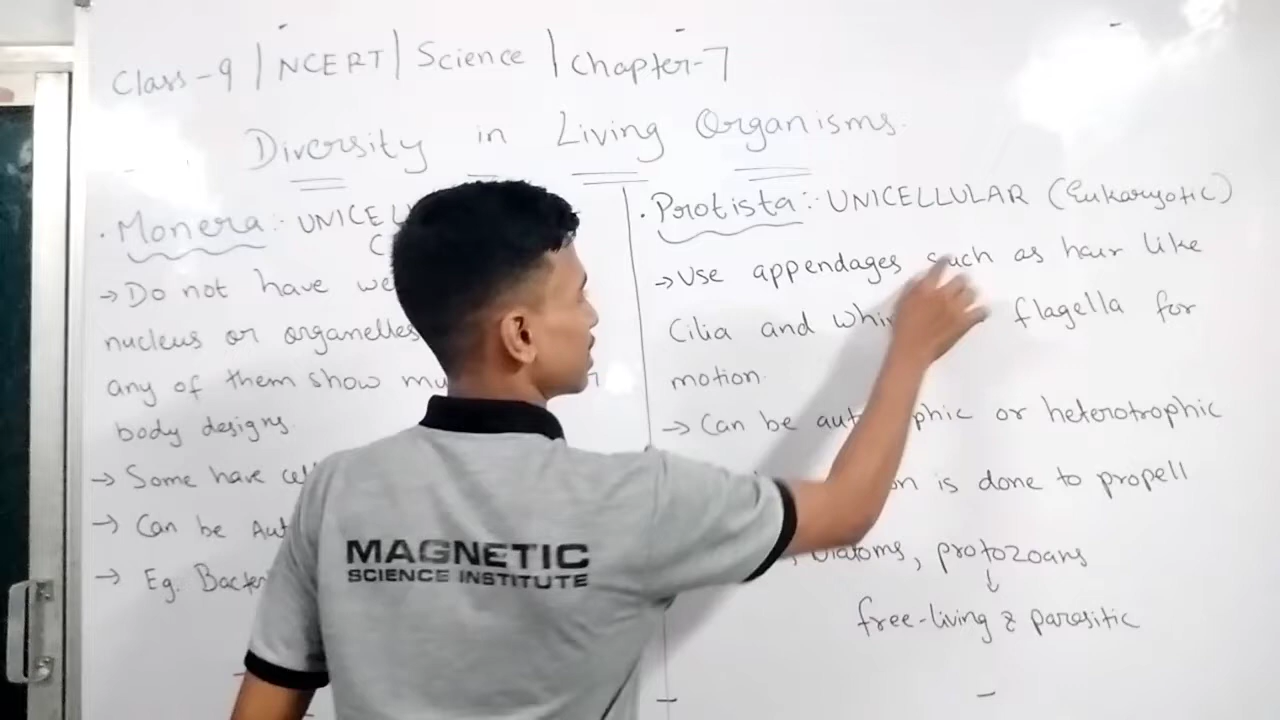 Class-9 | NCERT | Science | Chapter-7
Diversity in Living Organisms.
· Monera:- UNICELL
→ Do not have we
nucleus or organelles
any of them show mu
body designs.
→ Some have cel
→ Can be Aut
→ Eg. Bacter
· Protista:- UNICELLULAR (Eukaryotic)
→ Use appendages such as hair like
Cilia and whi flagella for
motion.
→ Can be aut phic or heterotrophic
n is done to propell
, Diatoms, protozoans
↓
free-living & parasitic
MAGNETIC
SCIENCE INSTITUTE